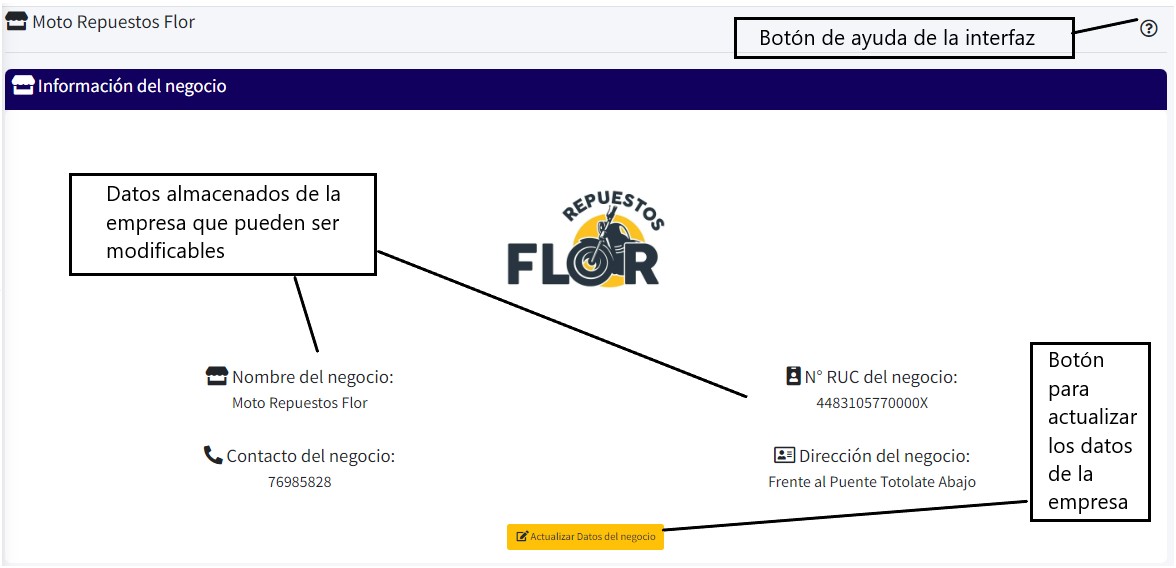 Moto Repuestos Flor
Botón de ayuda de la interfaz
Información del negocio
Datos almacenados de la
empresa que pueden ser
modificables
REPUESTOS
FLOR
Nombre del negocio:
Moto Repuestos Flor
N° RUC del negocio:
4483105770000X
Contacto del negocio:
76985828
Dirección del negocio:
Frente al Puente Totolate Abajo
Botón
para
actualizar
los datos
de la
empresa
Actualizar Datos del negocio